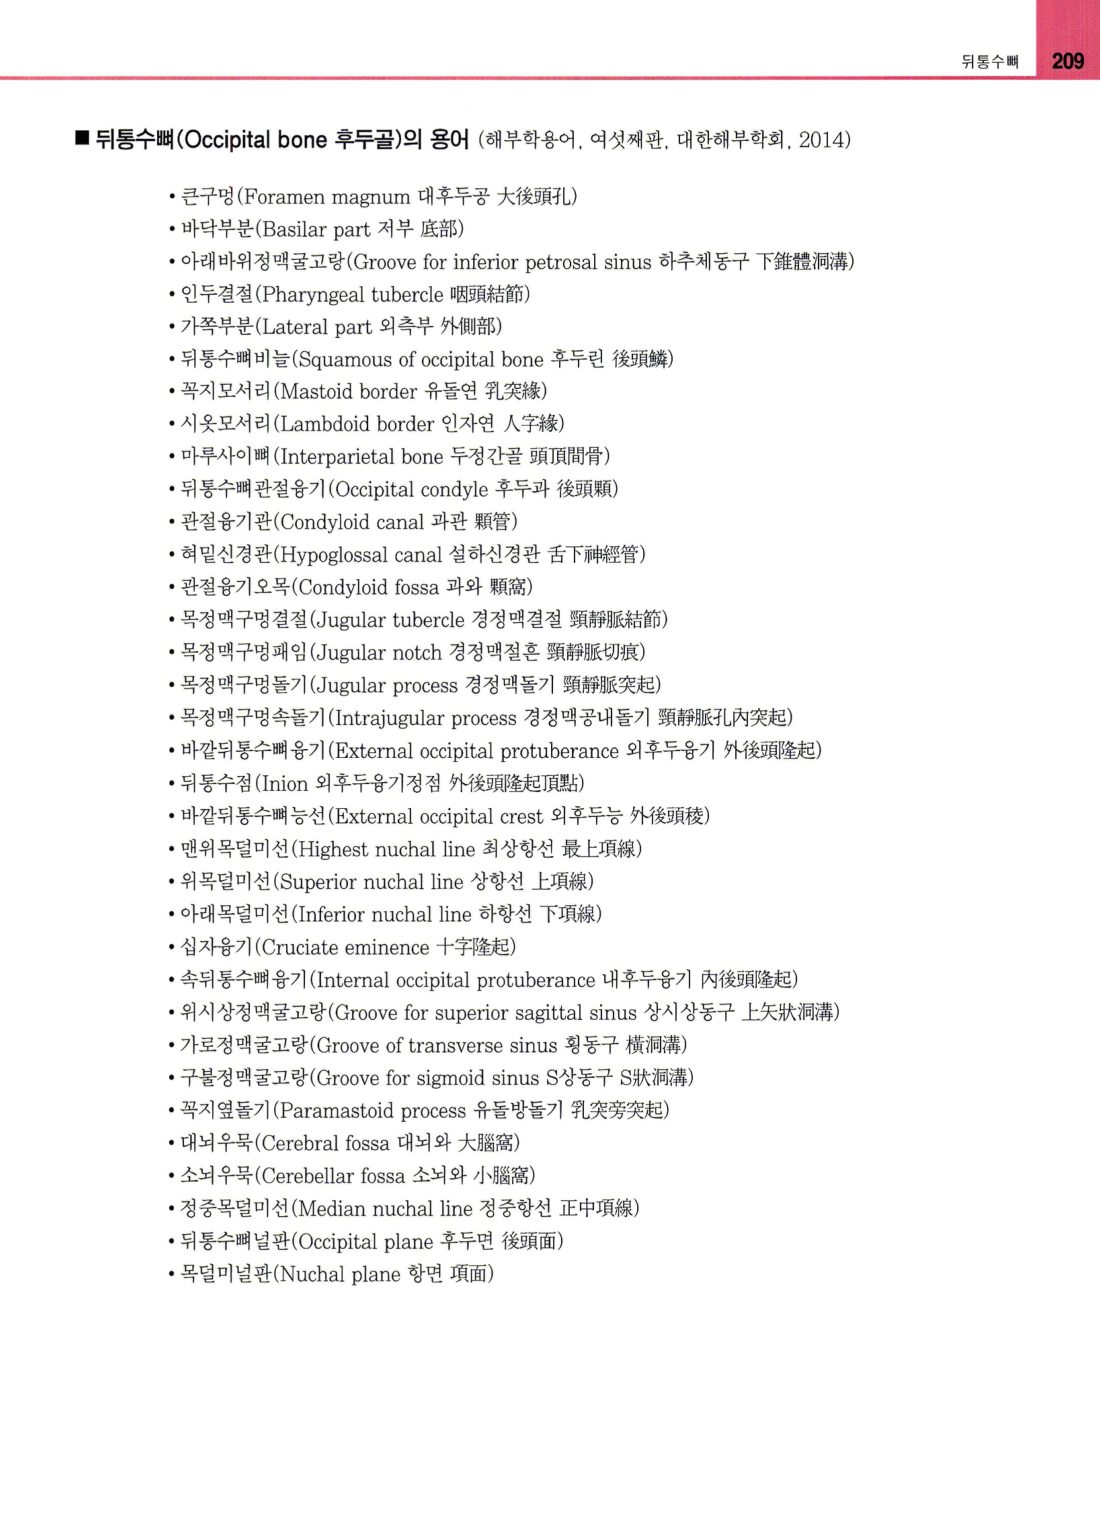 뒤통수뼈 209
■ 뒤통수뼈(Occipital bone 후두골)의 용어 (해부학용어, 여섯째판, 대한해부학회, 2014)
• 큰구멍(Foramen magnum 대후두공 大後頭孔)
• 바닥부분(Basilar part 저부 底部)
• 아래바위정맥굴고랑(Groove for inferior petrosal sinus 하추체동구 下錐體洞溝)
• 인두결절(Pharyngeal tubercle 咽頭結節)
• 가쪽부분(Lateral part 외측부 外側部)
• 뒤통수뼈비늘(Squamous of occipital bone 후두린 後頭鱗)
• 꼭지모서리(Mastoid border 유돌연 乳突緣)
• 시옷모서리(Lambdoid border 인자연 人字緣)
• 마루사이뼈(Interparietal bone 두정간골 頭頂間骨)
• 뒤통수뼈관절융기(Occipital condyle 후두과 後頭顆)
• 관절융기관(Condyloid canal 과관 顆管)
• 혀밑신경관(Hypoglossal canal 설하신경관 舌下神經管)
• 관절융기오목(Condyloid fossa 과와 顆窩)
• 목정맥구멍결절(Jugular tubercle 경정맥결절 頸靜脈結節)
• 목정맥구멍패임(Jugular notch 경정맥절흔 頸靜脈切痕)
• 목정맥구멍돌기(Jugular process 경정맥돌기 頸靜脈突起)
• 목정맥구멍속돌기(Intrajugular process 경정맥공내돌기 頸靜脈孔內突起)
• 바깥뒤통수뼈융기(External occipital protuberance 외후두융기 外後頭隆起)
• 뒤통수점(Inion 외후두융기정점 外後頭隆起頂點)
• 바깥뒤통수뼈능선(External occipital crest 외후두능 外後頭稜)
• 맨위목덜미선(Highest nuchal line 최상항선 最上項線)
• 위목덜미선(Superior nuchal line 상항선 上項線)
• 아래목덜미선(Inferior nuchal line 하항선 下項線)
• 십자융기(Cruciate eminence 十字隆起)
• 속뒤통수뼈융기(Internal occipital protuberance 내후두융기 內後頭隆起)
• 위시상정맥굴고랑(Groove for superior sagittal sinus 상시상동구 上矢狀洞溝)
• 가로정맥굴고랑(Groove of transverse sinus 횡동구 橫洞溝)
• 구불정맥굴고랑(Groove for sigmoid sinus S상동구 S狀洞溝)
• 꼭지옆돌기(Paramastoid process 유돌방돌기 乳突旁突起)
• 대뇌우묵(Cerebral fossa 대뇌와 大腦窩)
• 소뇌우묵(Cerebellar fossa 소뇌와 小腦窩)
• 정중목덜미선(Median nuchal line 정중항선 正中項線)
• 뒤통수뼈널판(Occipital plane 후두면 後頭面)
• 목덜미널판(Nuchal plane 항면 項面)